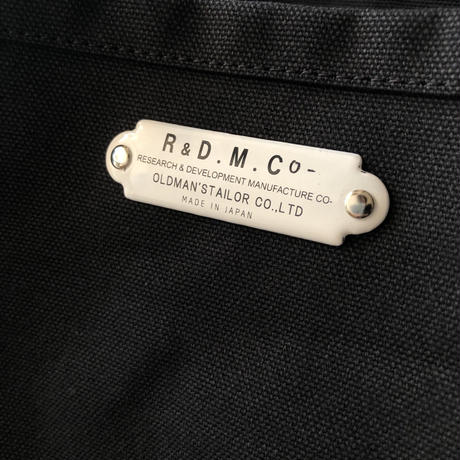 R & D. M. Co-
RESEARCH & DEVELOPMENT MANUFACTURE CO-
OLDMAN'STAILOR CO.,LTD
MADE IN JAPAN